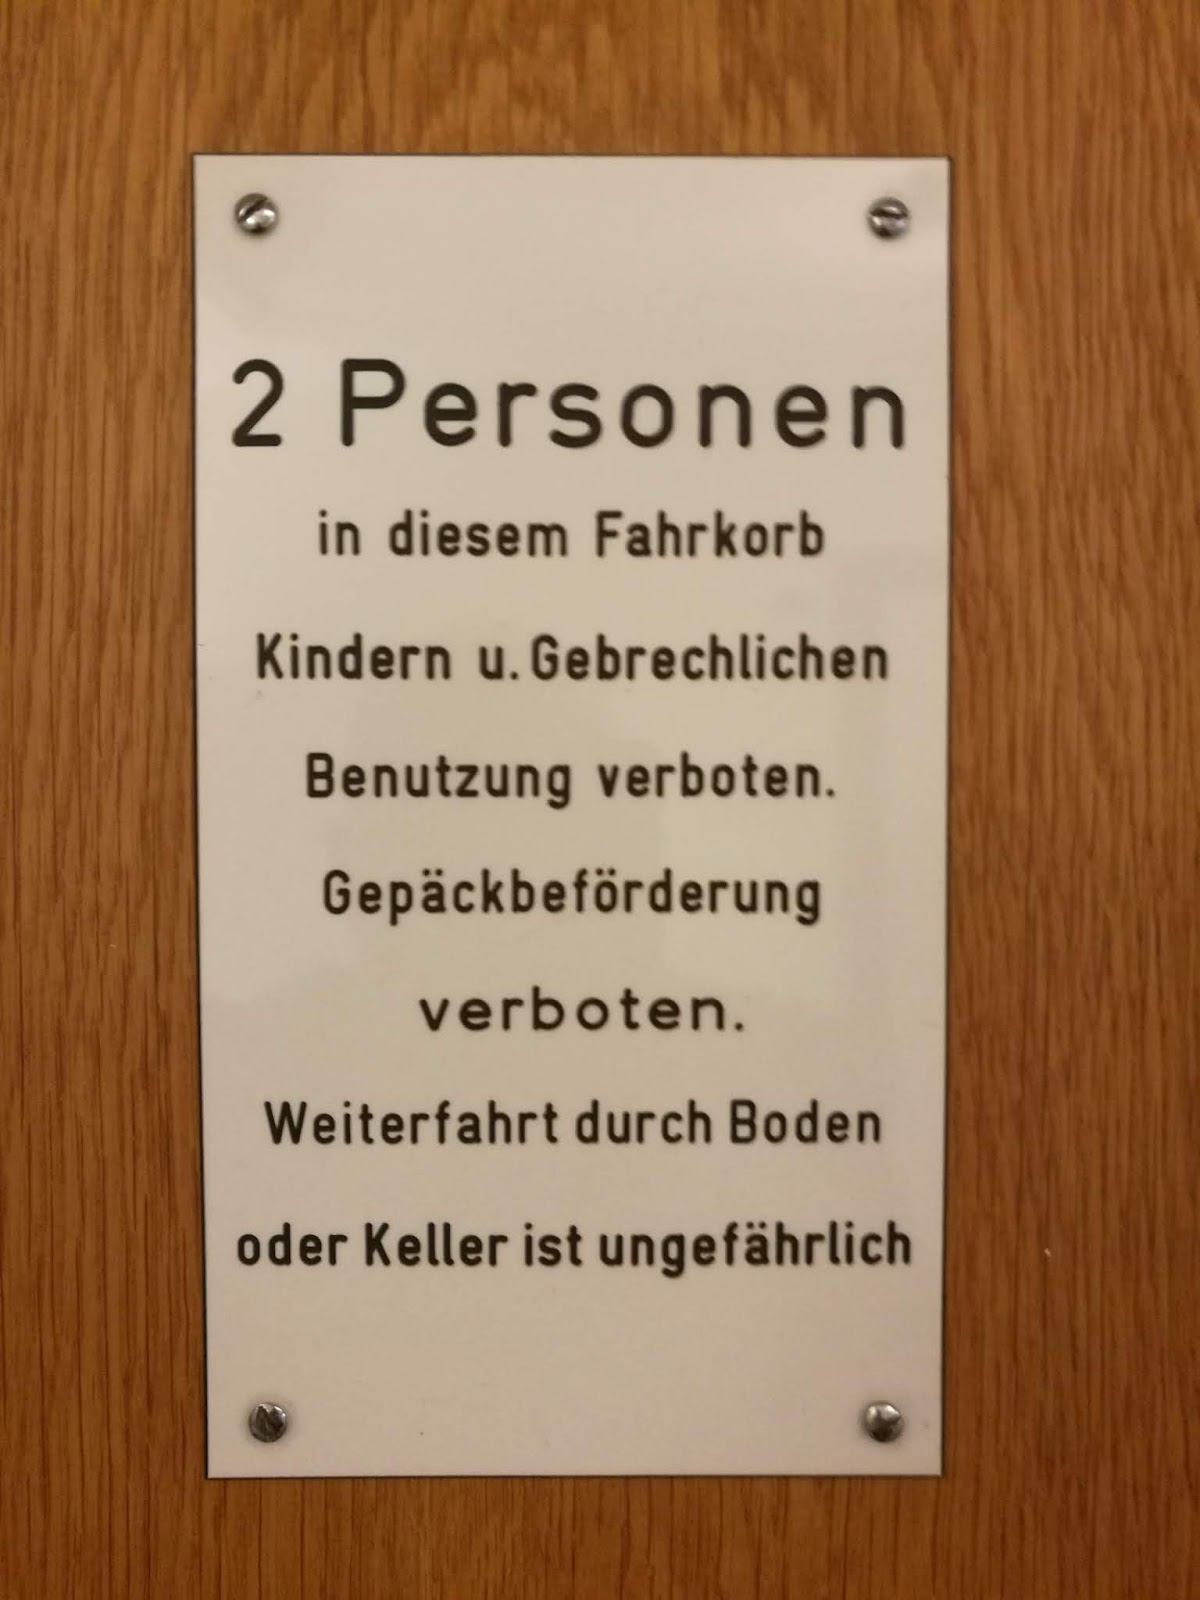 2 Personen
in diesem Fahrkorb
Kindern u. Gebrechlichen
Benutzung verboten.
Gepäckbeförderung
verboten.
Weiterfahrt durch Boden
oder Keller ist ungefährlich